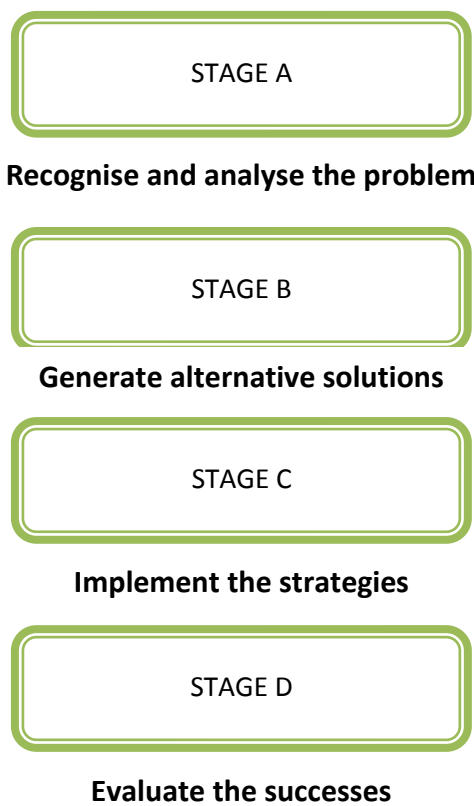 STAGE A
Recognise and analyse the problem
STAGE B
Generate alternative solutions
STAGE C
Implement the strategies
STAGE D
Evaluate the successes